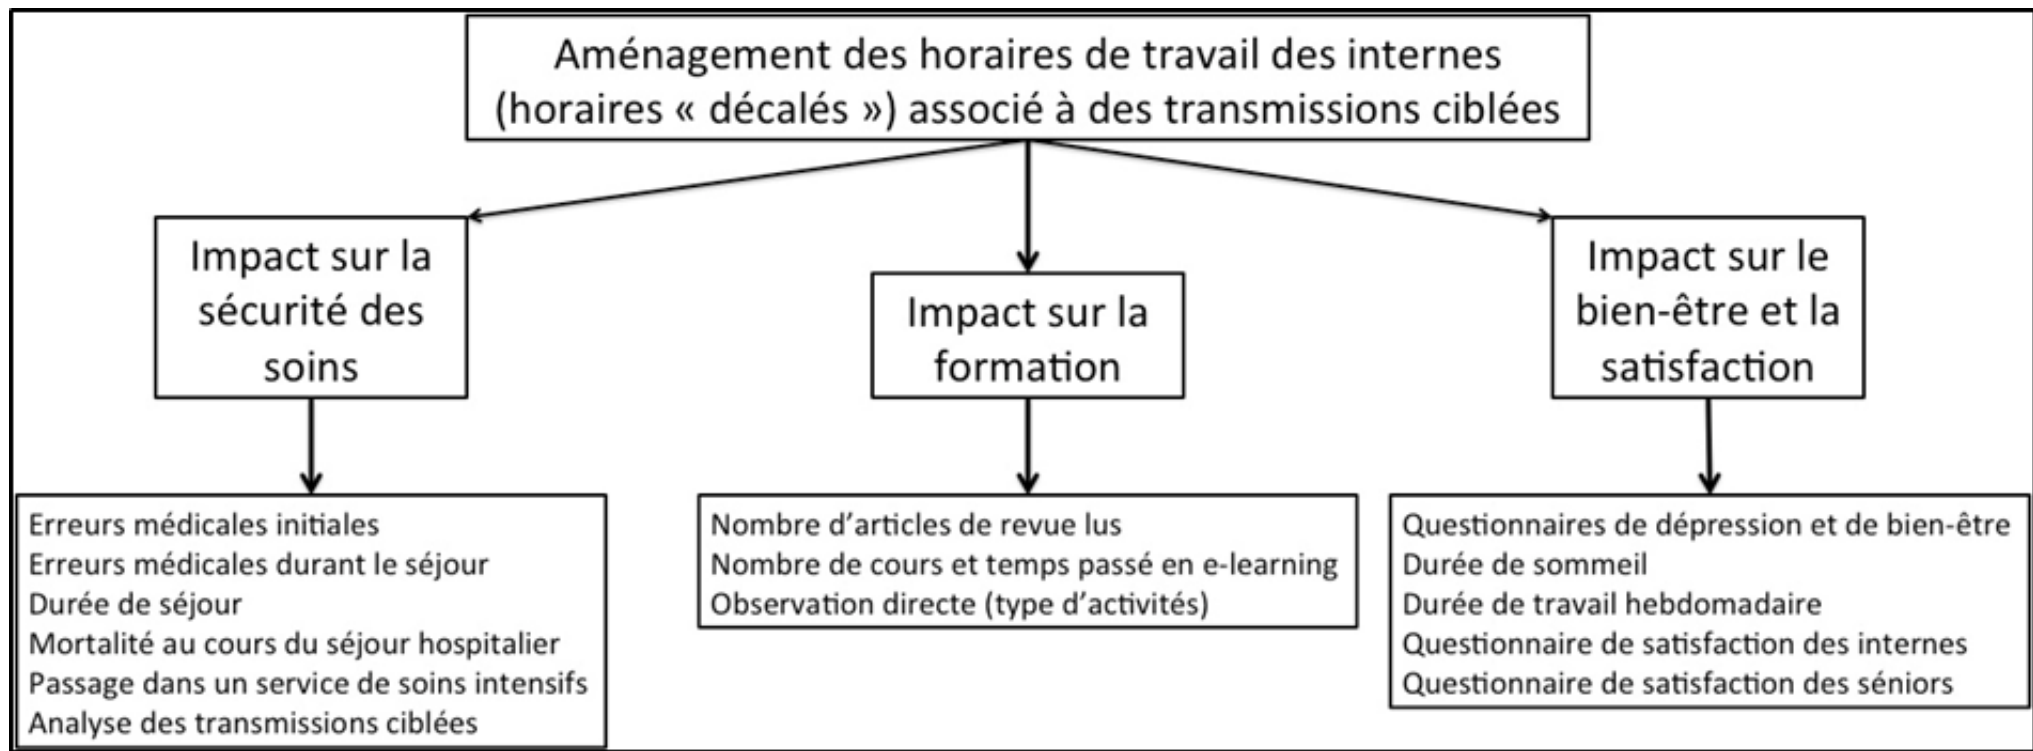 Aménagement des horaires de travail des internes
(horaires « décalés ») associé à des transmissions ciblées
Impact sur la
sécurité des
soins
Impact sur la
formation
Impact sur le
bien-être et la
satisfaction
Erreurs médicales initiales
Erreurs médicales durant le séjour
Durée de séjour
Mortalité au cours du séjour hospitalier
Passage dans un service de soins intensifs
Analyse des transmissions ciblées
Nombre d’articles de revue lus
Nombre de cours et temps passé en e-learning
Observation directe (type d’activités)
Questionnaires de dépression et de bien-être
Durée de sommeil
Durée de travail hebdomadaire
Questionnaire de satisfaction des internes
Questionnaire de satisfaction des séniors